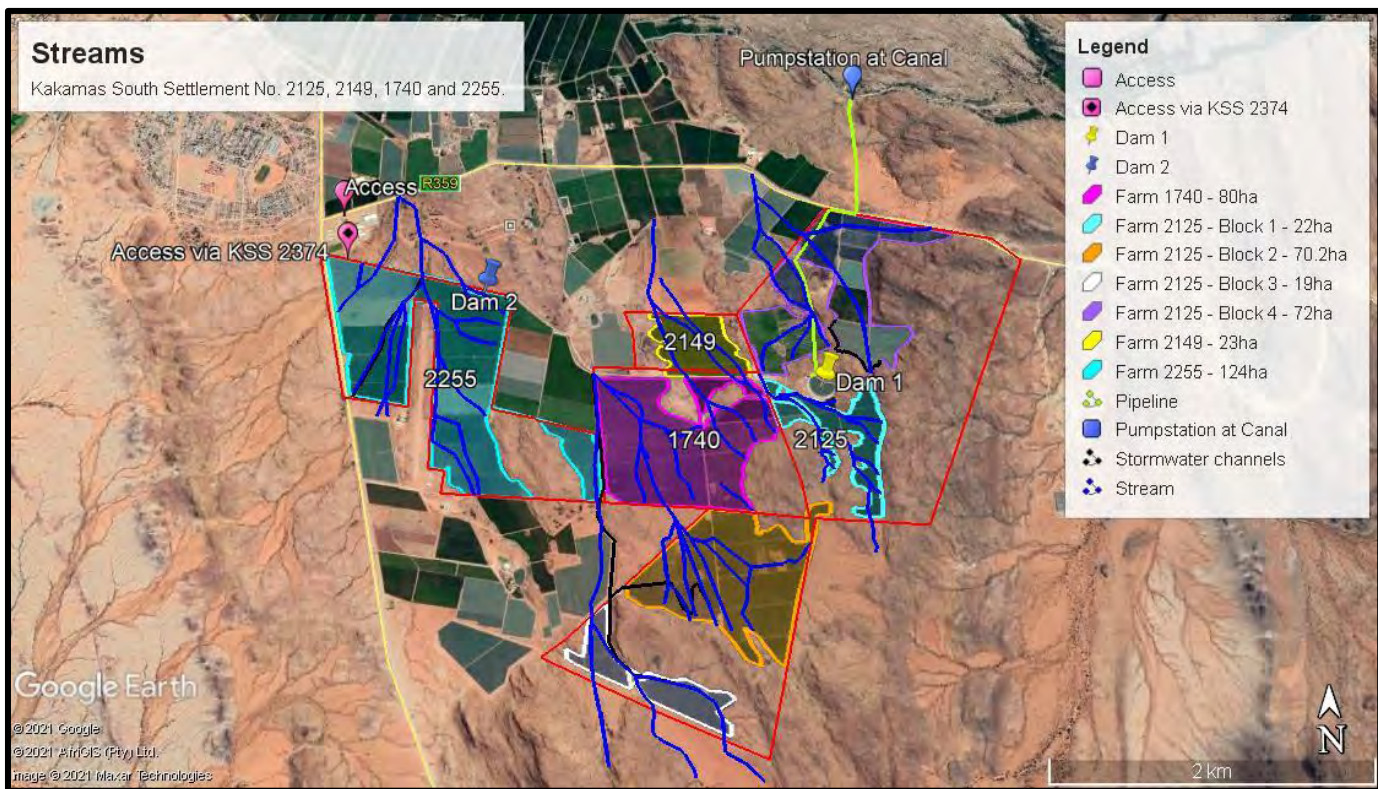 Streams
Kakamas South Settlement No. 2125, 2149, 1740 and 2255.
Pumpstation at Canal
Access
R359
Access via KSS 2374
Dam 2
2149
Dam 1
2255
1740
2125
Legend
Access
Access via KSS 2374
Dam 1
Dam 2
Farm 1740 - 80ha
Farm 2125 - Block 1 - 22ha
Farm 2125 - Block 2 - 70.2ha
Farm 2125 - Block 3 - 19ha
Farm 2125 - Block 4 - 72ha
Farm 2149 - 23ha
Farm 2255 - 124ha
Pipeline
Pumpstation at Canal
Stormwater channels
Stream
Google Earth
© 2021 Google
© 2021 AfriGIS (Pty) Ltd.
Image © 2021 Maxar Technologies
N
2 km